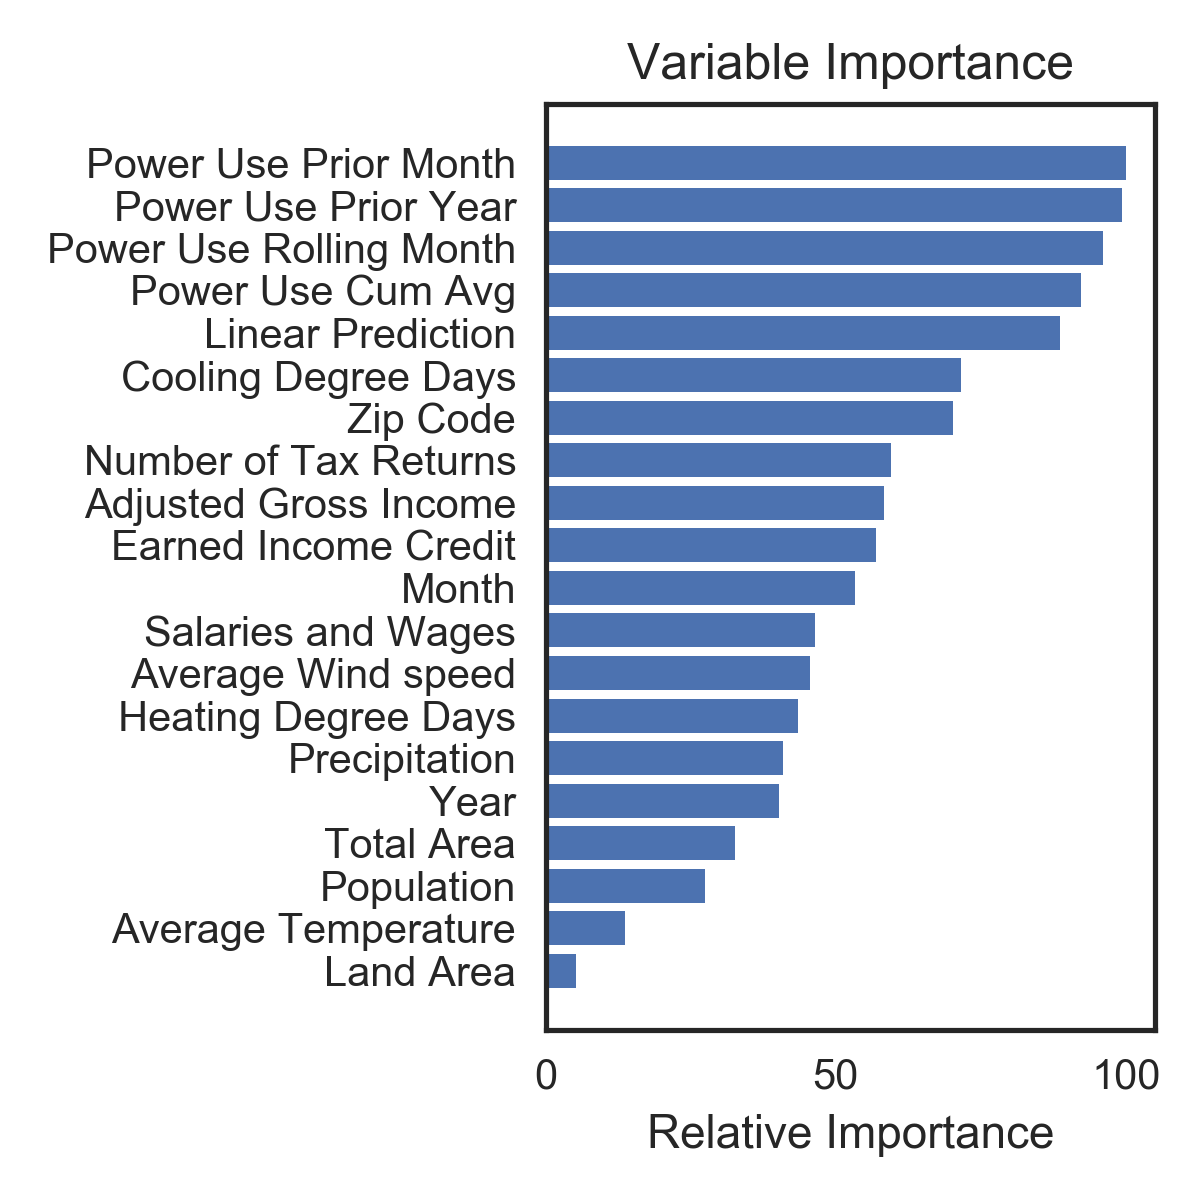 Variable Importance
Power Use Prior Month
Power Use Prior Year
Power Use Rolling Month
Power Use Cum Avg
Linear Prediction
Cooling Degree Days
Zip Code
Number of Tax Returns
Adjusted Gross Income
Earned Income Credit
Month
Salaries and Wages
Average Wind speed
Heating Degree Days
Precipitation
Year
Total Area
Population
Average Temperature
Land Area
0 50 100
Relative Importance